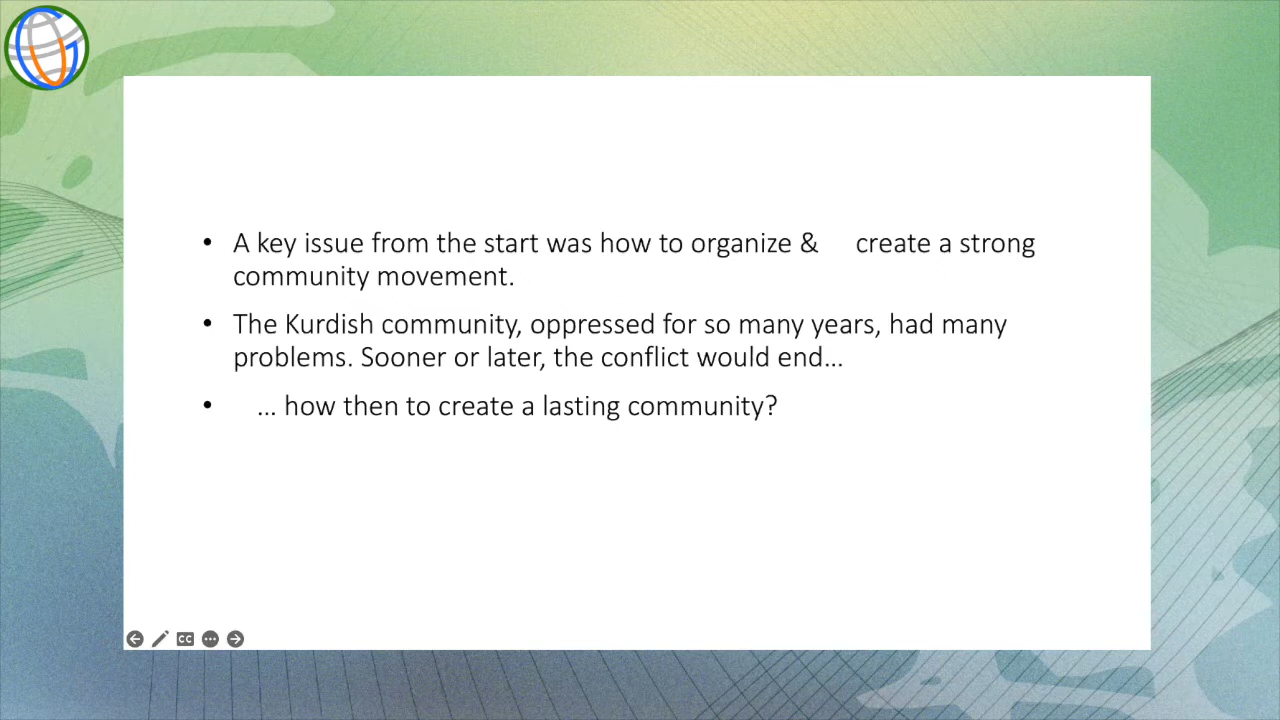 • A key issue from the start was how to organize & create a strong
community movement.
• The Kurdish community, oppressed for so many years, had many
problems. Sooner or later, the conflict would end…
• … how then to create a lasting community?
CC